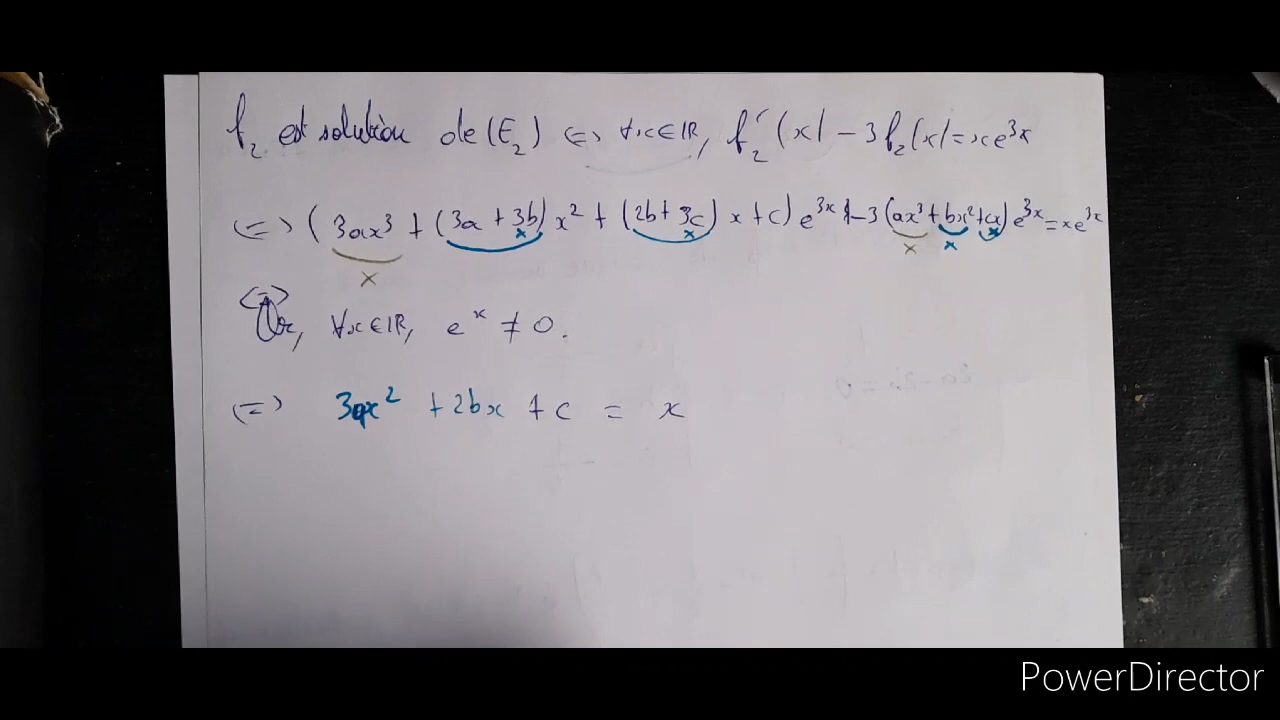 f₂ est solution de (E₂) ⇔ ∀x∈ℝ, f₂'(x) - 3f₂(x) = xe³ˣ
⇔ (3ax³ + (3a + 3b)x² + (2b + 3c)x + c) e³ˣ - 3(ax³ + bx² + cx) e³ˣ = xe³ˣ
x x x x x x
⇔ Or, ∀x∈ℝ, eˣ ≠ 0.
⇔ 3ax² + 2bx + c = x
PowerDirector